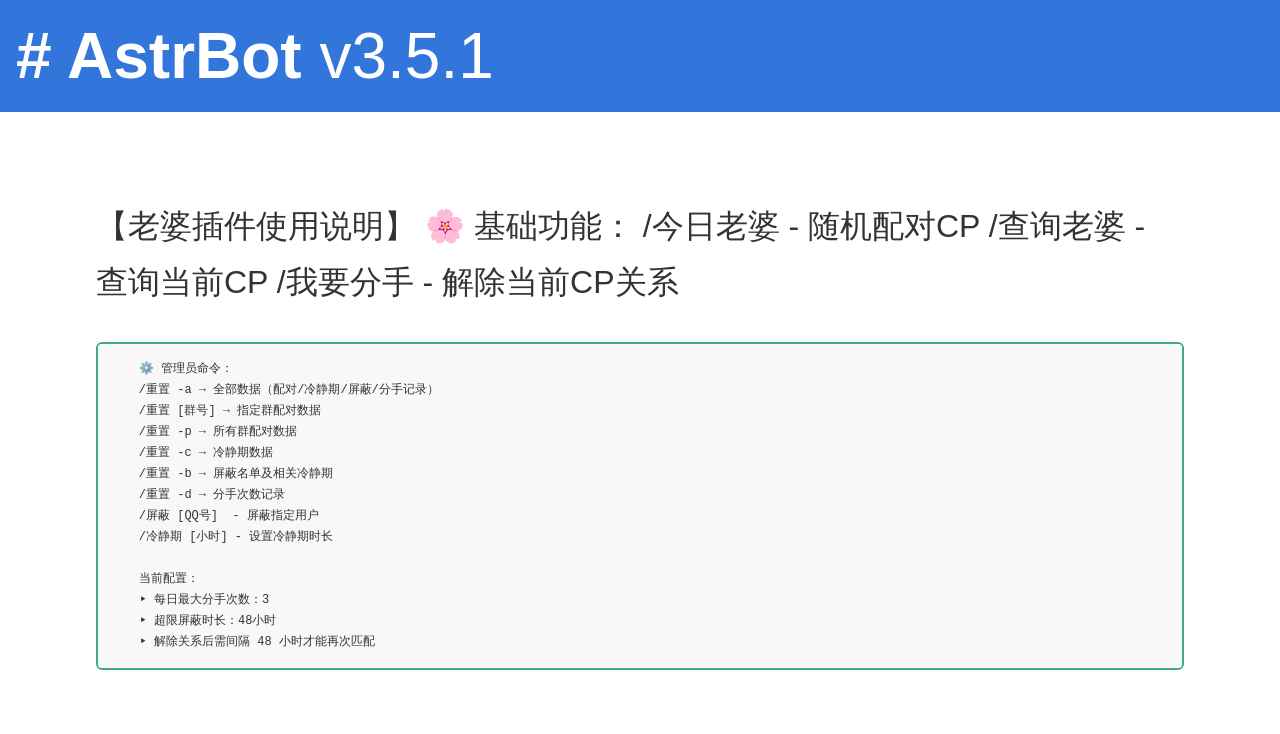 # AstrBot v3.5.1
【老婆插件使用说明】 🌸 基础功能： /今日老婆 - 随机配对CP /查询老婆 -
查询当前CP /我要分手 - 解除当前CP关系
⚙️ 管理员命令：
/重置 -a → 全部数据（配对/冷静期/屏蔽/分手记录）
/重置 [群号] → 指定群配对数据
/重置 -p → 所有群配对数据
/重置 -c → 冷静期数据
/重置 -b → 屏蔽名单及相关冷静期
/重置 -d → 分手次数记录
/屏蔽 [QQ号]  - 屏蔽指定用户
/冷静期 [小时] - 设置冷静期时长
当前配置：
‣ 每日最大分手次数：3
‣ 超限屏蔽时长：48小时
‣ 解除关系后需间隔 48 小时才能再次匹配